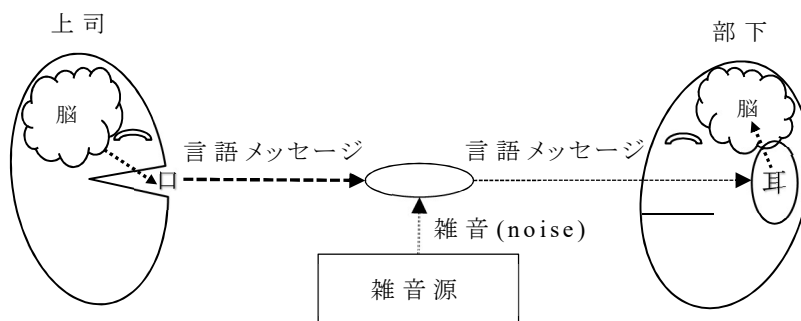 上司
部下
脳
脳
言語メッセージ
言語メッセージ
口
耳
雑音(noise)
雑音源